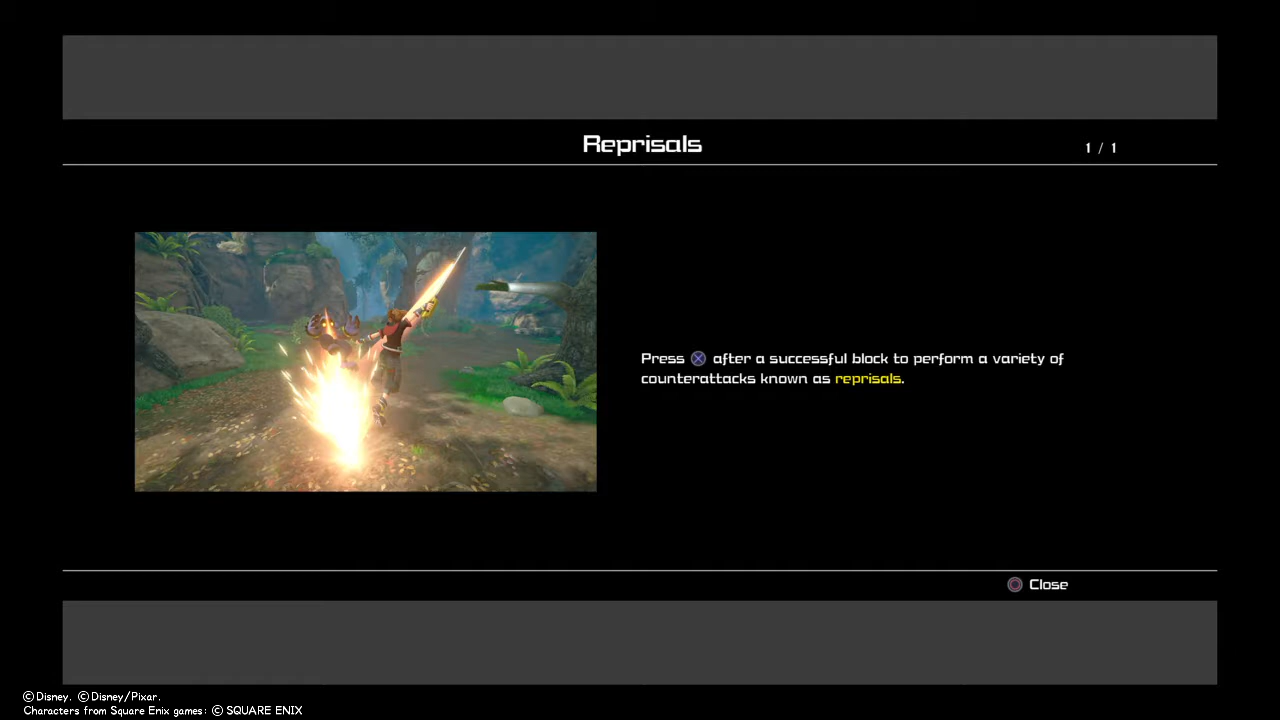 Reprisals
1 / 1
Press Ⓧ after a successful block to perform a variety of
counterattacks known as reprisals.
Close
©Disney. ©Disney/Pixar.
Characters from Square Enix games: © SQUARE ENIX